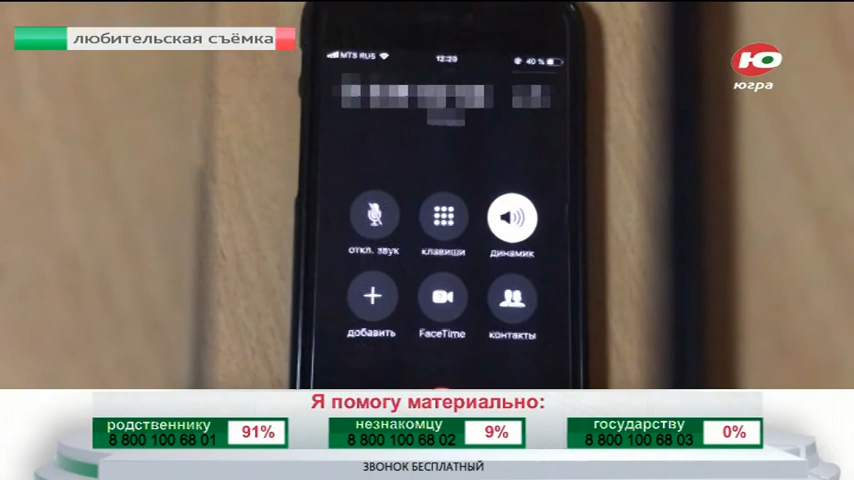 любительская съёмка
Ю
югра
MTS RUS
12:20
40 %
откл. звук
клавиши
динамик
добавить
FaceTime
контакты
Я помогу материально:
родственнику
8 800 100 68 01
91%
незнакомцу
8 800 100 68 02
9%
государству
8 800 100 68 03
0%
ЗВОНОК БЕСПЛАТНЫЙ